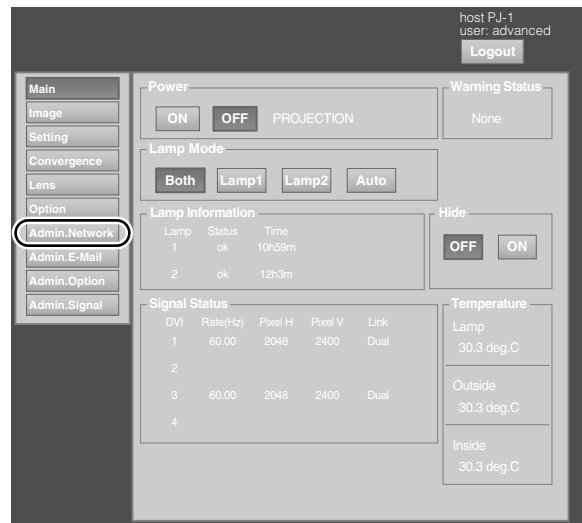 host PJ-1
user: advanced
Logout
Main
Image
Setting
Convergence
Lens
Option
Admin.Network
Admin.E-Mail
Admin.Option
Admin.Signal
Power
ON OFF PROJECTION
Warning Status
None
Lamp Mode
Both Lamp1 Lamp2 Auto
Lamp Information
Lamp Status Time
1 ok 10h59m
2 ok 12h3m
Hide
OFF ON
Signal Status
DVI Rate(Hz) Pixel H Pixel V Link
1 60.00 2048 2400 Dual
2
3 60.00 2048 2400 Dual
4
Temperature
Lamp
30.3 deg.C
Outside
30.3 deg.C
Inside
30.3 deg.C